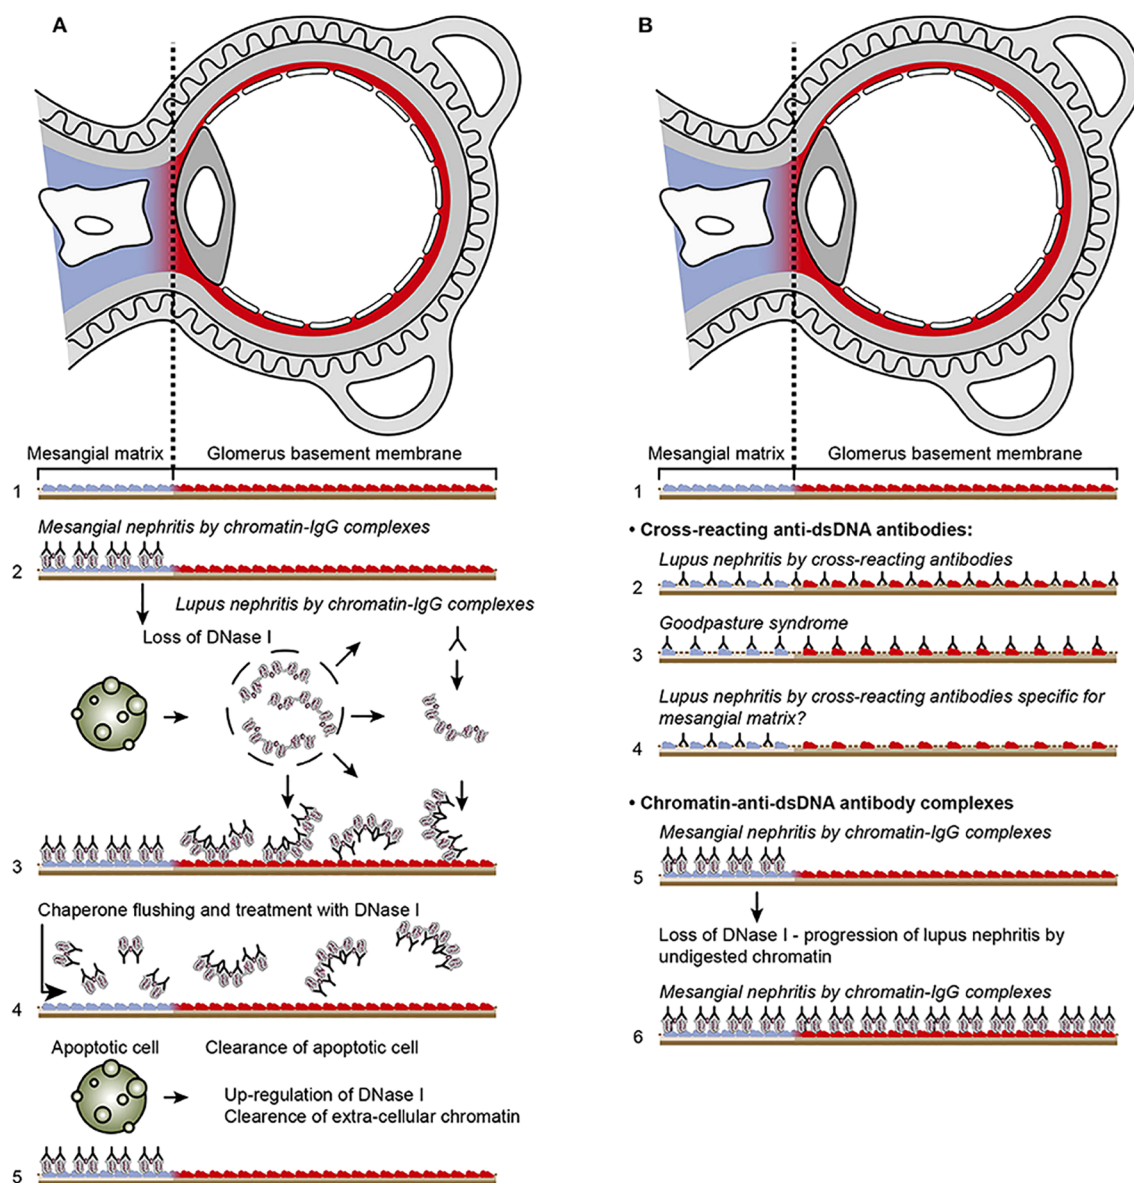 A
Mesangial matrix
Glomerus basement membrane
1
Mesangial nephritis by chromatin-IgG complexes
2
Lupus nephritis by chromatin-IgG complexes
Loss of DNase I
3
Chaperone flushing and treatment with DNase I
4
Apoptotic cell
Clearance of apoptotic cell
Up-regulation of DNase I
Clearence of extra-cellular chromatin
5
B
Mesangial matrix
Glomerus basement membrane
1
• Cross-reacting anti-dsDNA antibodies:
Lupus nephritis by cross-reacting antibodies
2
Goodpasture syndrome
3
Lupus nephritis by cross-reacting antibodies specific for
mesangial matrix?
4
• Chromatin-anti-dsDNA antibody complexes
Mesangial nephritis by chromatin-IgG complexes
5
Loss of DNase I - progression of lupus nephritis by
undigested chromatin
Mesangial nephritis by chromatin-IgG complexes
6